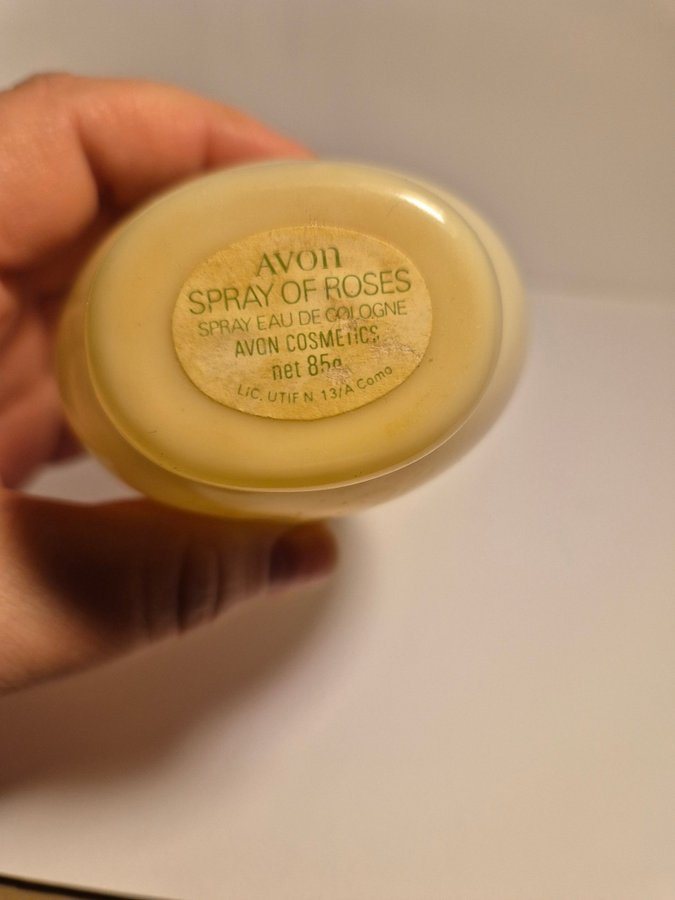 AVON
SPRAY OF ROSES
SPRAY EAU DE COLOGNE
AVON COSMETICS
net 85g
LIC. UTIF N 13/A Como